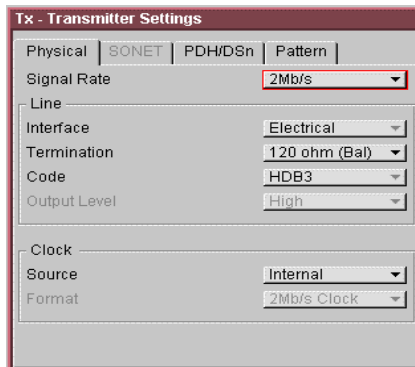 Tx - Transmitter Settings
Physical SONET PDH/DSn Pattern
Signal Rate 2Mb/s
Line
Interface Electrical
Termination 120 ohm (Bal)
Code HDB3
Output Level High
Clock
Source Internal
Format 2Mb/s Clock